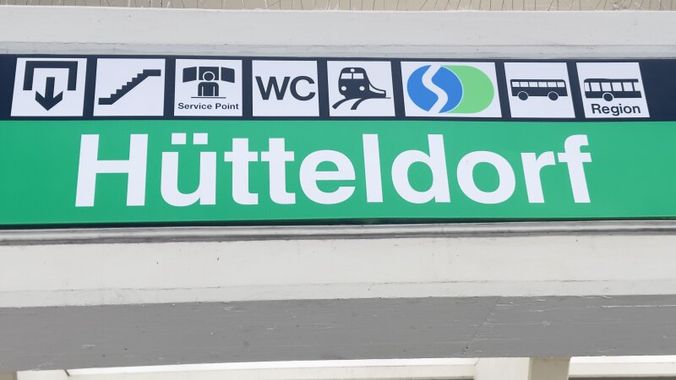 Service Point WC Region
Hütteldorf